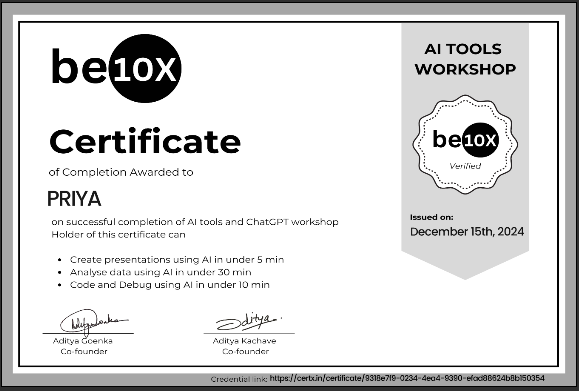 be10X
Certificate
of Completion Awarded to
PRIYA
on successful completion of AI tools and ChatGPT workshop
Holder of this certificate can
• Create presentations using AI in under 5 min
• Analyse data using AI in under 30 min
• Code and Debug using AI in under 10 min
Aditya Goenka
Co-founder
Aditya
Aditya Kachave
Co-founder
AI TOOLS
WORKSHOP
be10X
Verified
Issued on:
December 15th, 2024
Credential link: https://certx.in/certificate/9318e7f9-0234-4ea4-9390-efad88624b8b150354